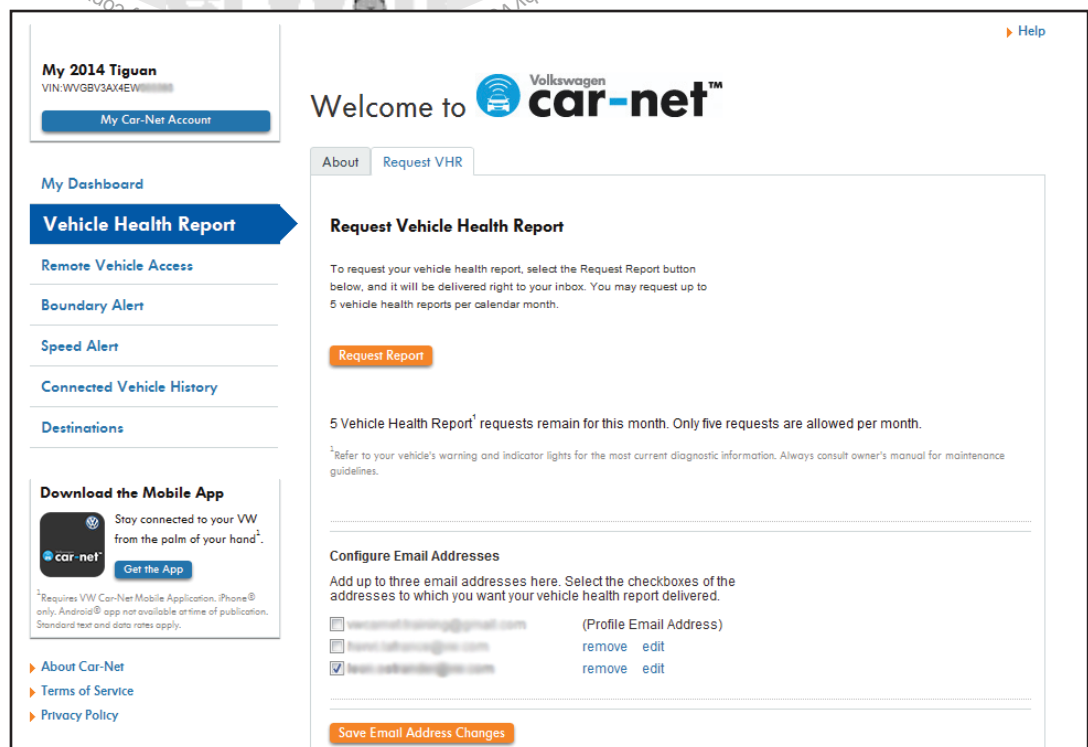 Help
My 2014 Tiguan
VIN:WVGBV3AX4EW
My Car-Net Account
Welcome to Volkswagen car-net™
About Request VHR
My Dashboard
Vehicle Health Report
Remote Vehicle Access
Boundary Alert
Speed Alert
Connected Vehicle History
Destinations
Download the Mobile App
Stay connected to your VW
from the palm of your hand¹.
car-net™
Get the App
¹Requires VW Car-Net Mobile Application. iPhone®
only. Android® app not available at time of publication.
Standard text and data rates apply.
About Car-Net
Terms of Service
Privacy Policy
Request Vehicle Health Report
To request your vehicle health report, select the Request Report button
below, and it will be delivered right to your inbox. You may request up to
5 vehicle health reports per calendar month.
Request Report
5 Vehicle Health Report¹ requests remain for this month. Only five requests are allowed per month.
¹Refer to your vehicle's warning and indicator lights for the most current diagnostic information. Always consult owner's manual for maintenance
guidelines.
Configure Email Addresses
Add up to three email addresses here. Select the checkboxes of the
addresses to which you want your vehicle health report delivered.
(Profile Email Address)
remove edit
remove edit
Save Email Address Changes